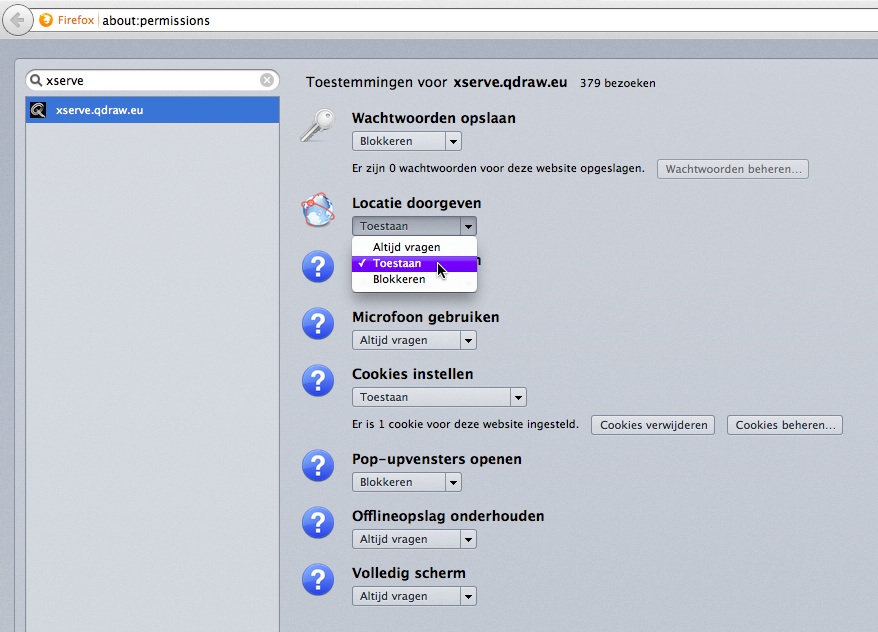 Firefox about:permissions
xserve
xserve.qdraw.eu
Toestemmingen voor xserve.qdraw.eu 379 bezoeken
Wachtwoorden opslaan
Blokkeren
Er zijn 0 wachtwoorden voor deze website opgeslagen. Wachtwoorden beheren...
Locatie doorgeven
Toestaan
Altijd vragen
✓ Toestaan
Blokkeren
Microfoon gebruiken
Altijd vragen
Cookies instellen
Toestaan
Er is 1 cookie voor deze website ingesteld. Cookies verwijderen Cookies beheren...
Pop-upvensters openen
Blokkeren
Offlineopslag onderhouden
Altijd vragen
Volledig scherm
Altijd vragen